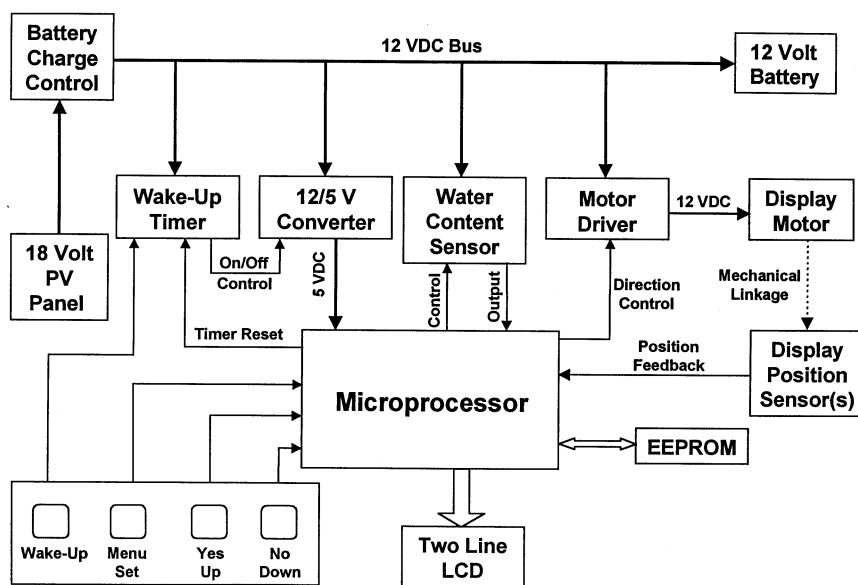 Battery
Charge
Control
12 VDC Bus
12 Volt
Battery
Wake-Up
Timer
12/5 V
Converter
Water
Content
Sensor
Motor
Driver
12 VDC
Display
Motor
18 Volt
PV
Panel
On/Off
Control
5 VDC
Control
Output
Direction
Control
Mechanical
Linkage
Timer Reset
Microprocessor
Position
Feedback
Display
Position
Sensor(s)
EEPROM
Wake-Up
Menu
Set
Yes
Up
No
Down
Two Line
LCD